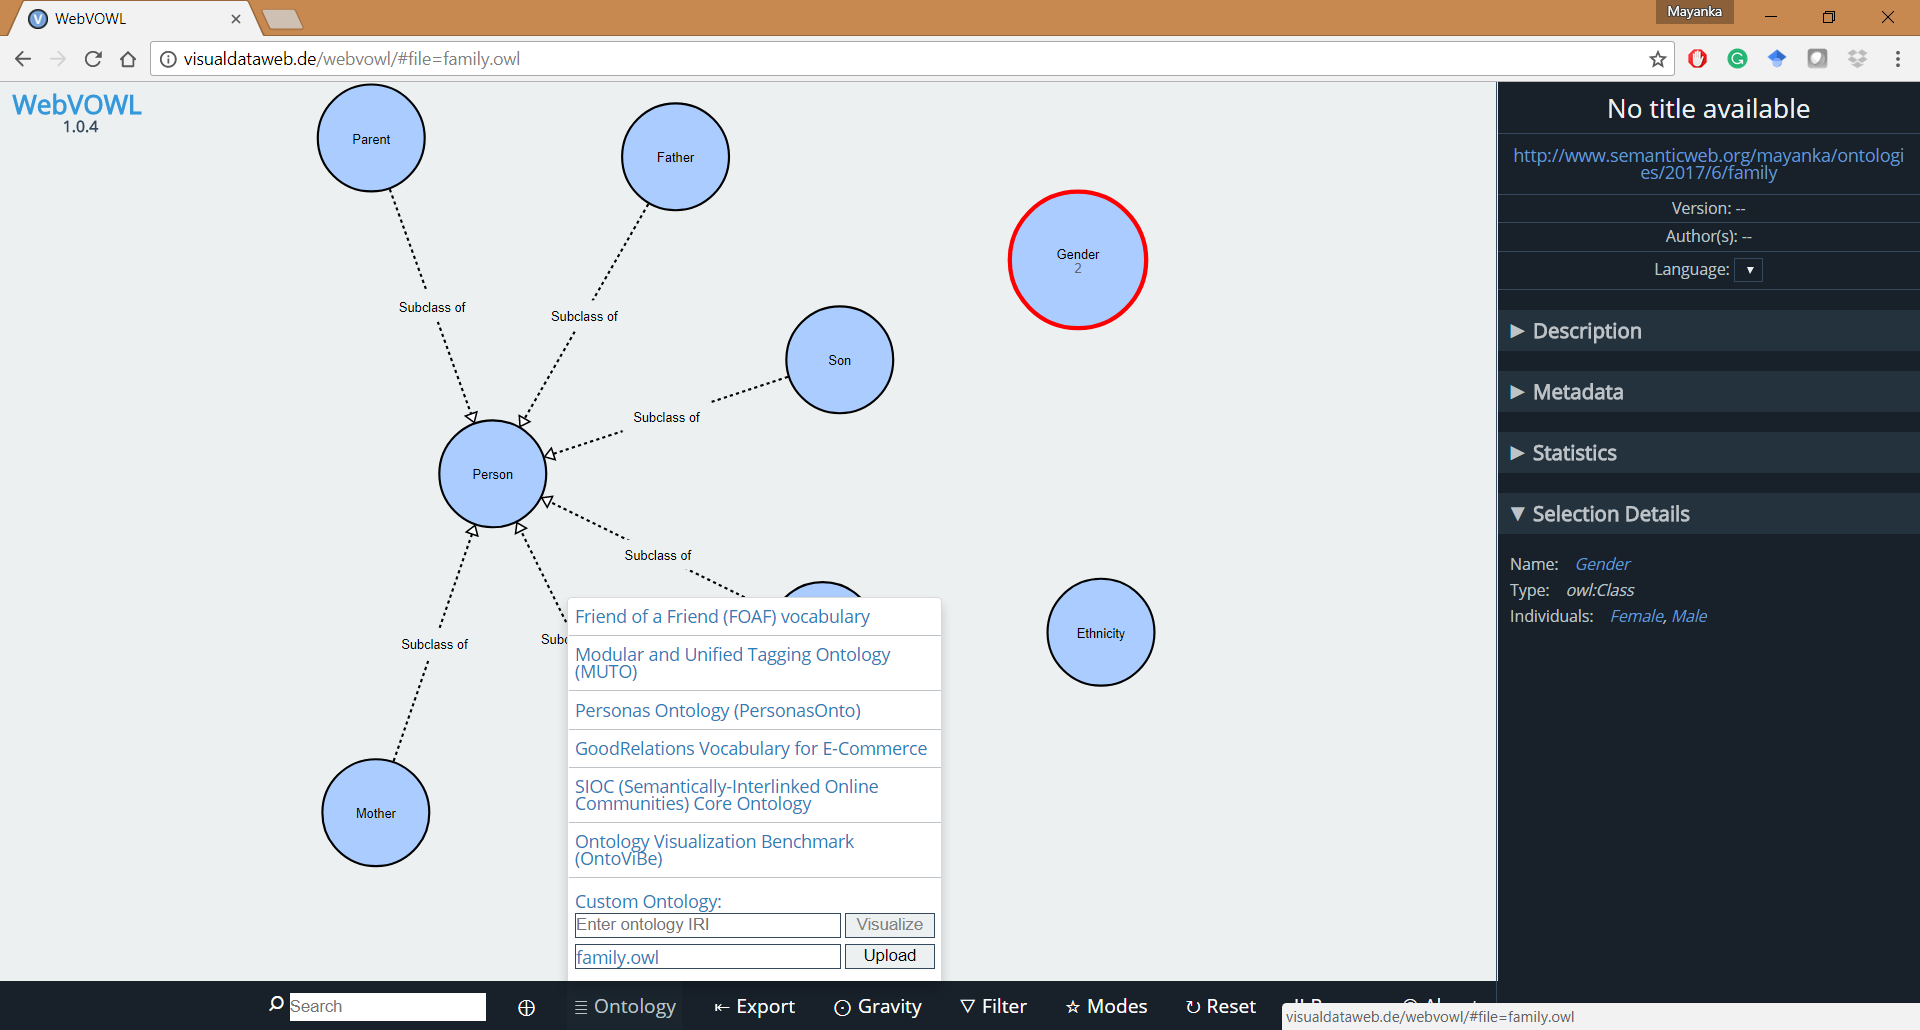 WebVOWL
Mayanka
visualdataweb.de/webvowl/#file=family.owl
WebVOWL
1.0.4
Parent
Father
Gender
2
Subclass of
Subclass of
Son
Subclass of
Person
Subclass of
Subclass of
Ethnicity
Mother
Friend of a Friend (FOAF) vocabulary
Modular and Unified Tagging Ontology
(MUTO)
Personas Ontology (PersonasOnto)
GoodRelations Vocabulary for E-Commerce
SIOC (Semantically-Interlinked Online
Communities) Core Ontology
Ontology Visualization Benchmark
(OntoViBe)
Custom Ontology:
Enter ontology IRI
Visualize
family.owl
Upload
No title available
http://www.semanticweb.org/mayanka/ontologi
es/2017/6/family
Version: --
Author(s): --
Language:
Description
Metadata
Statistics
Selection Details
Name: Gender
Type: owl:Class
Individuals: Female, Male
Search
Ontology
Export
Gravity
Filter
Modes
Reset
visualdataweb.de/webvowl/#file=family.owl